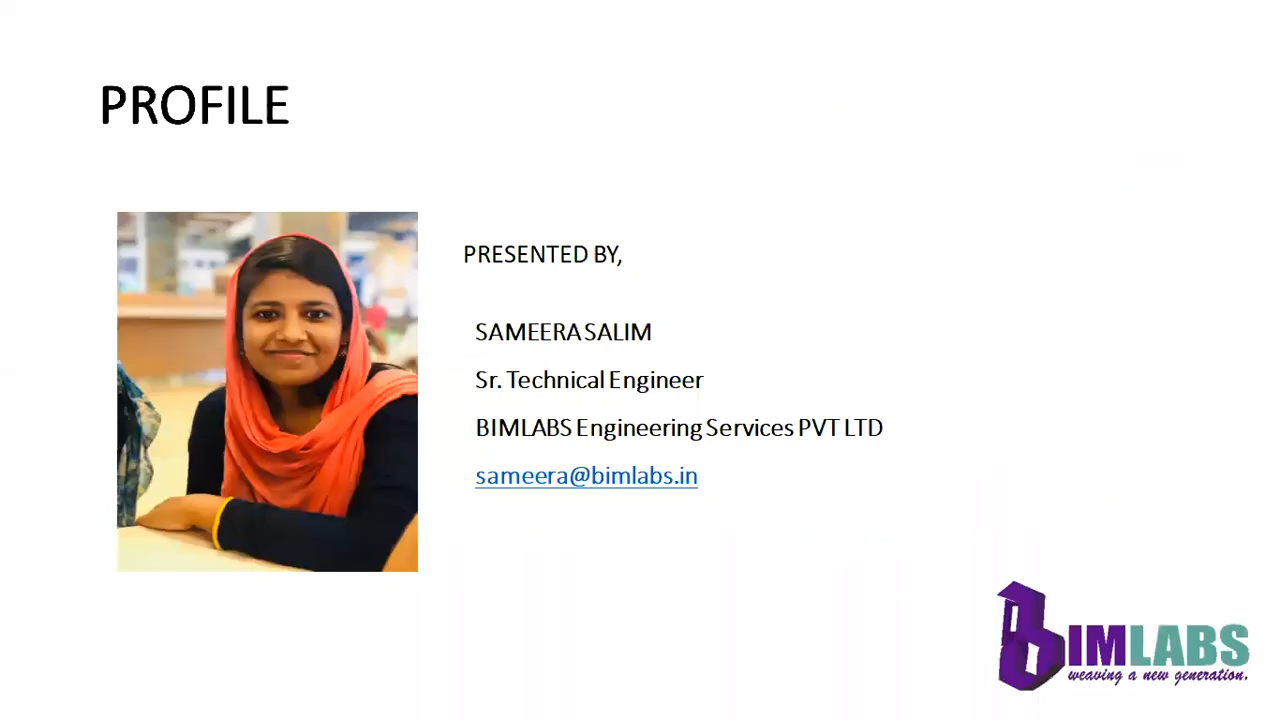 PROFILE
PRESENTED BY,
SAMEERA SALIM
Sr. Technical Engineer
BIMLABS Engineering Services PVT LTD
sameera@bimlabs.in
BIMLABS
weaving a new generation.